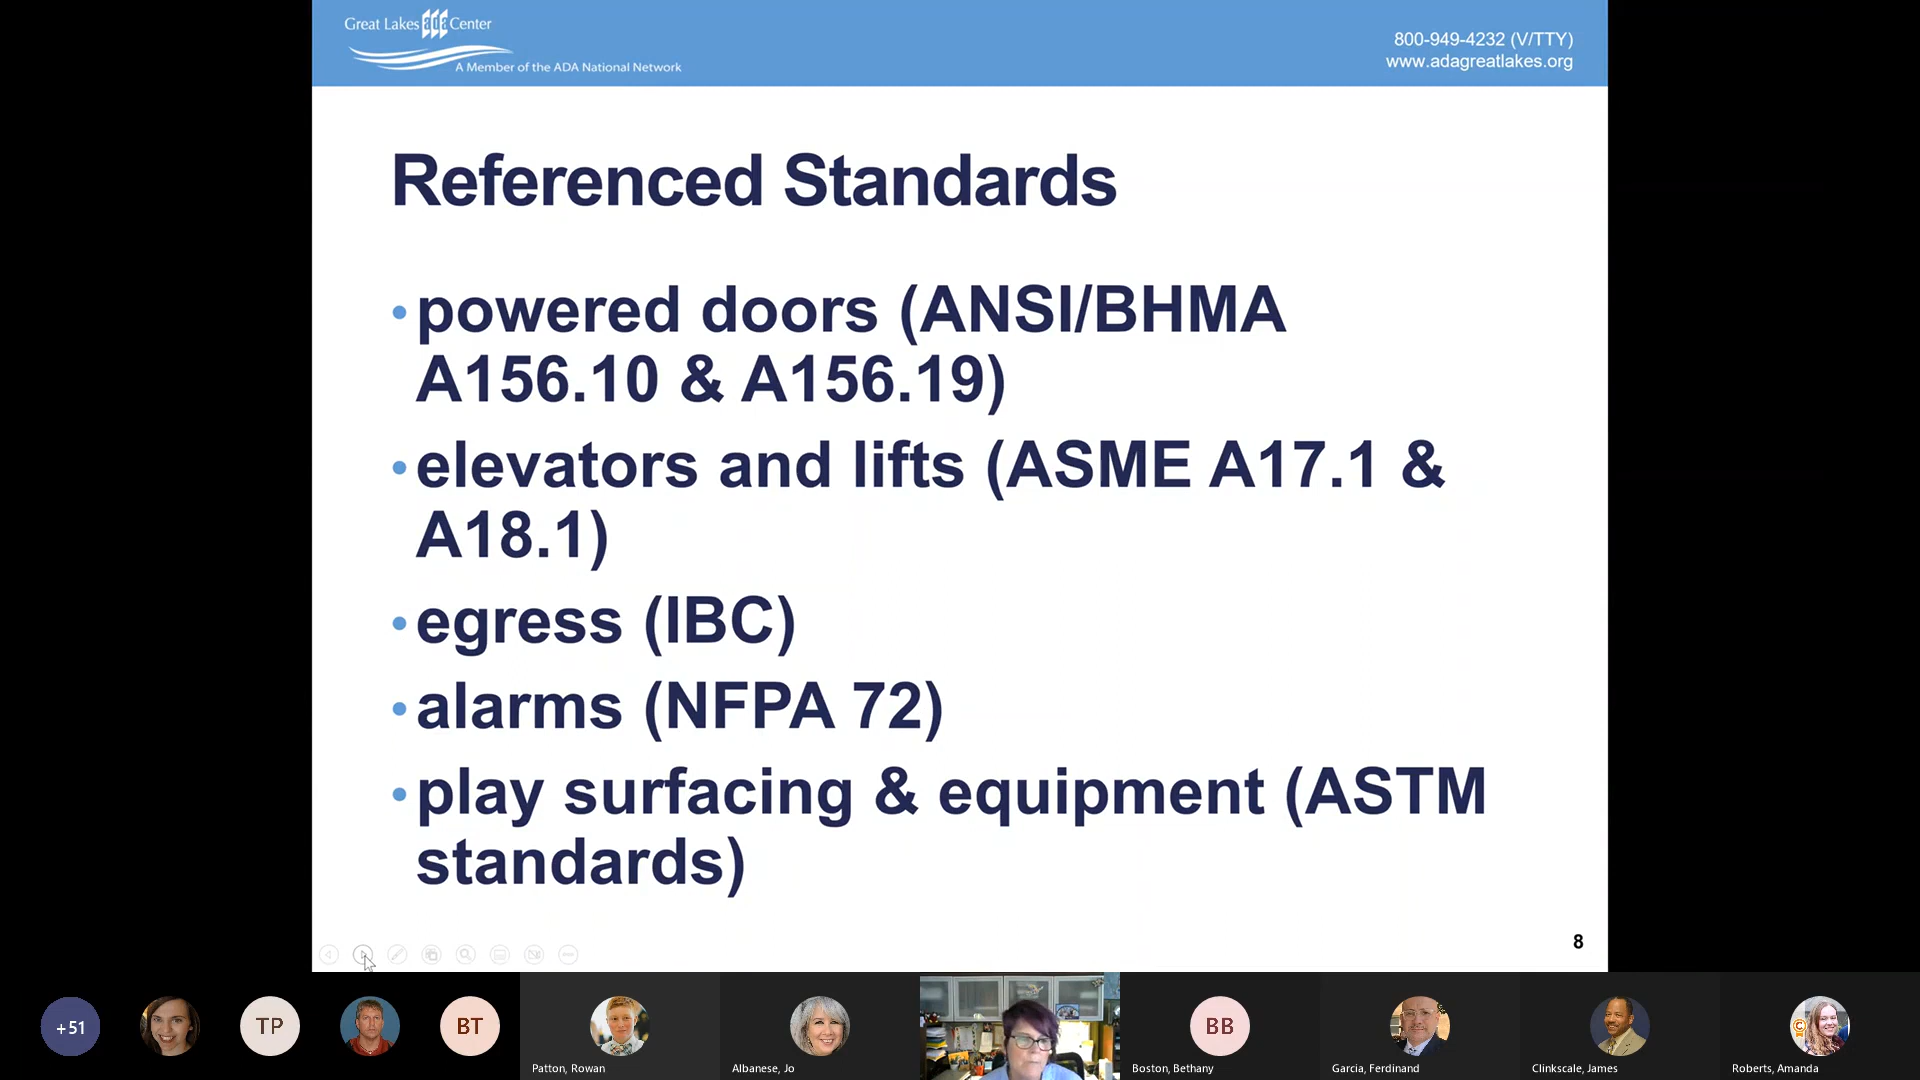 Great Lakes ada Center
A Member of the ADA National Network
800-949-4232 (V/TTY)
www.adagreatlakes.org
Referenced Standards
• powered doors (ANSI/BHMA
A156.10 & A156.19)
• elevators and lifts (ASME A17.1 &
A18.1)
• egress (IBC)
• alarms (NFPA 72)
• play surfacing & equipment (ASTM
standards)
8
+51
TP
BT
BB
Patton, Rowan
Albanese, Jo
Boston, Bethany
Garcia, Ferdinand
Clinkscale, James
Roberts, Amanda